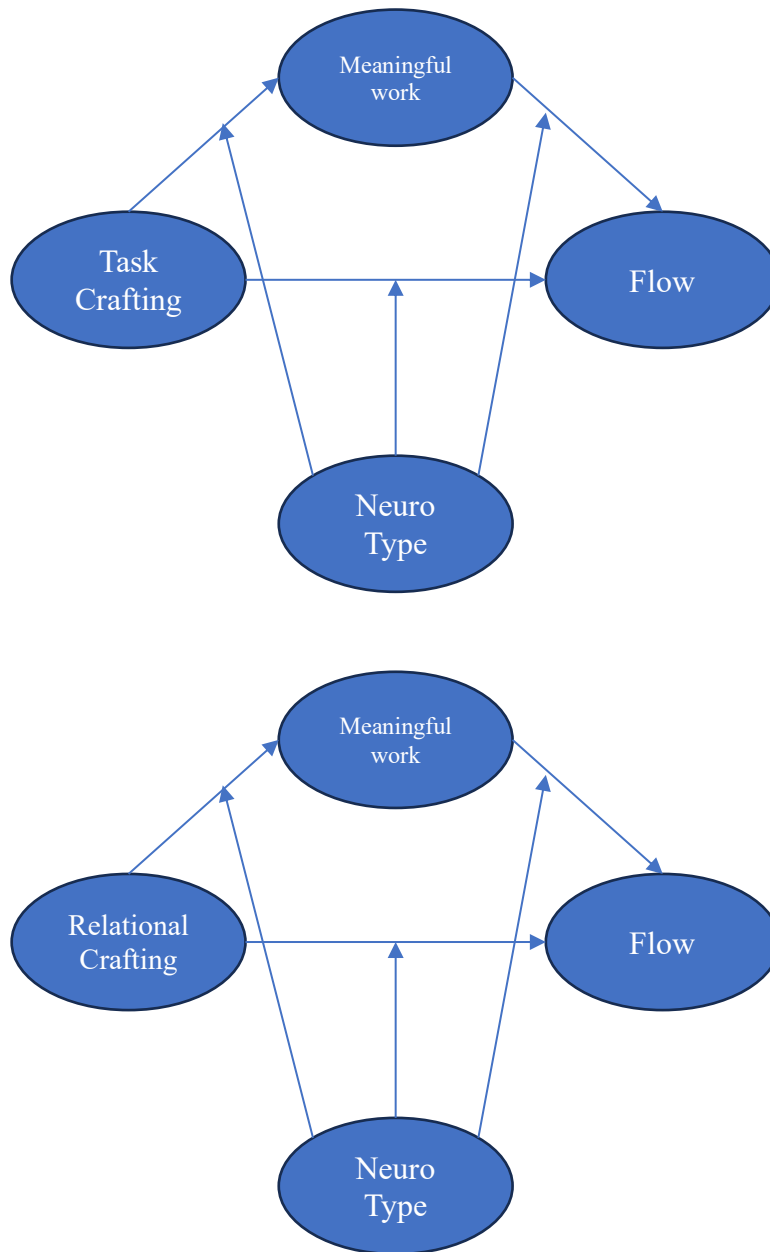 Meaningful
work
Task
Crafting
Flow
Neuro
Type
Meaningful
work
Relational
Crafting
Flow
Neuro
Type